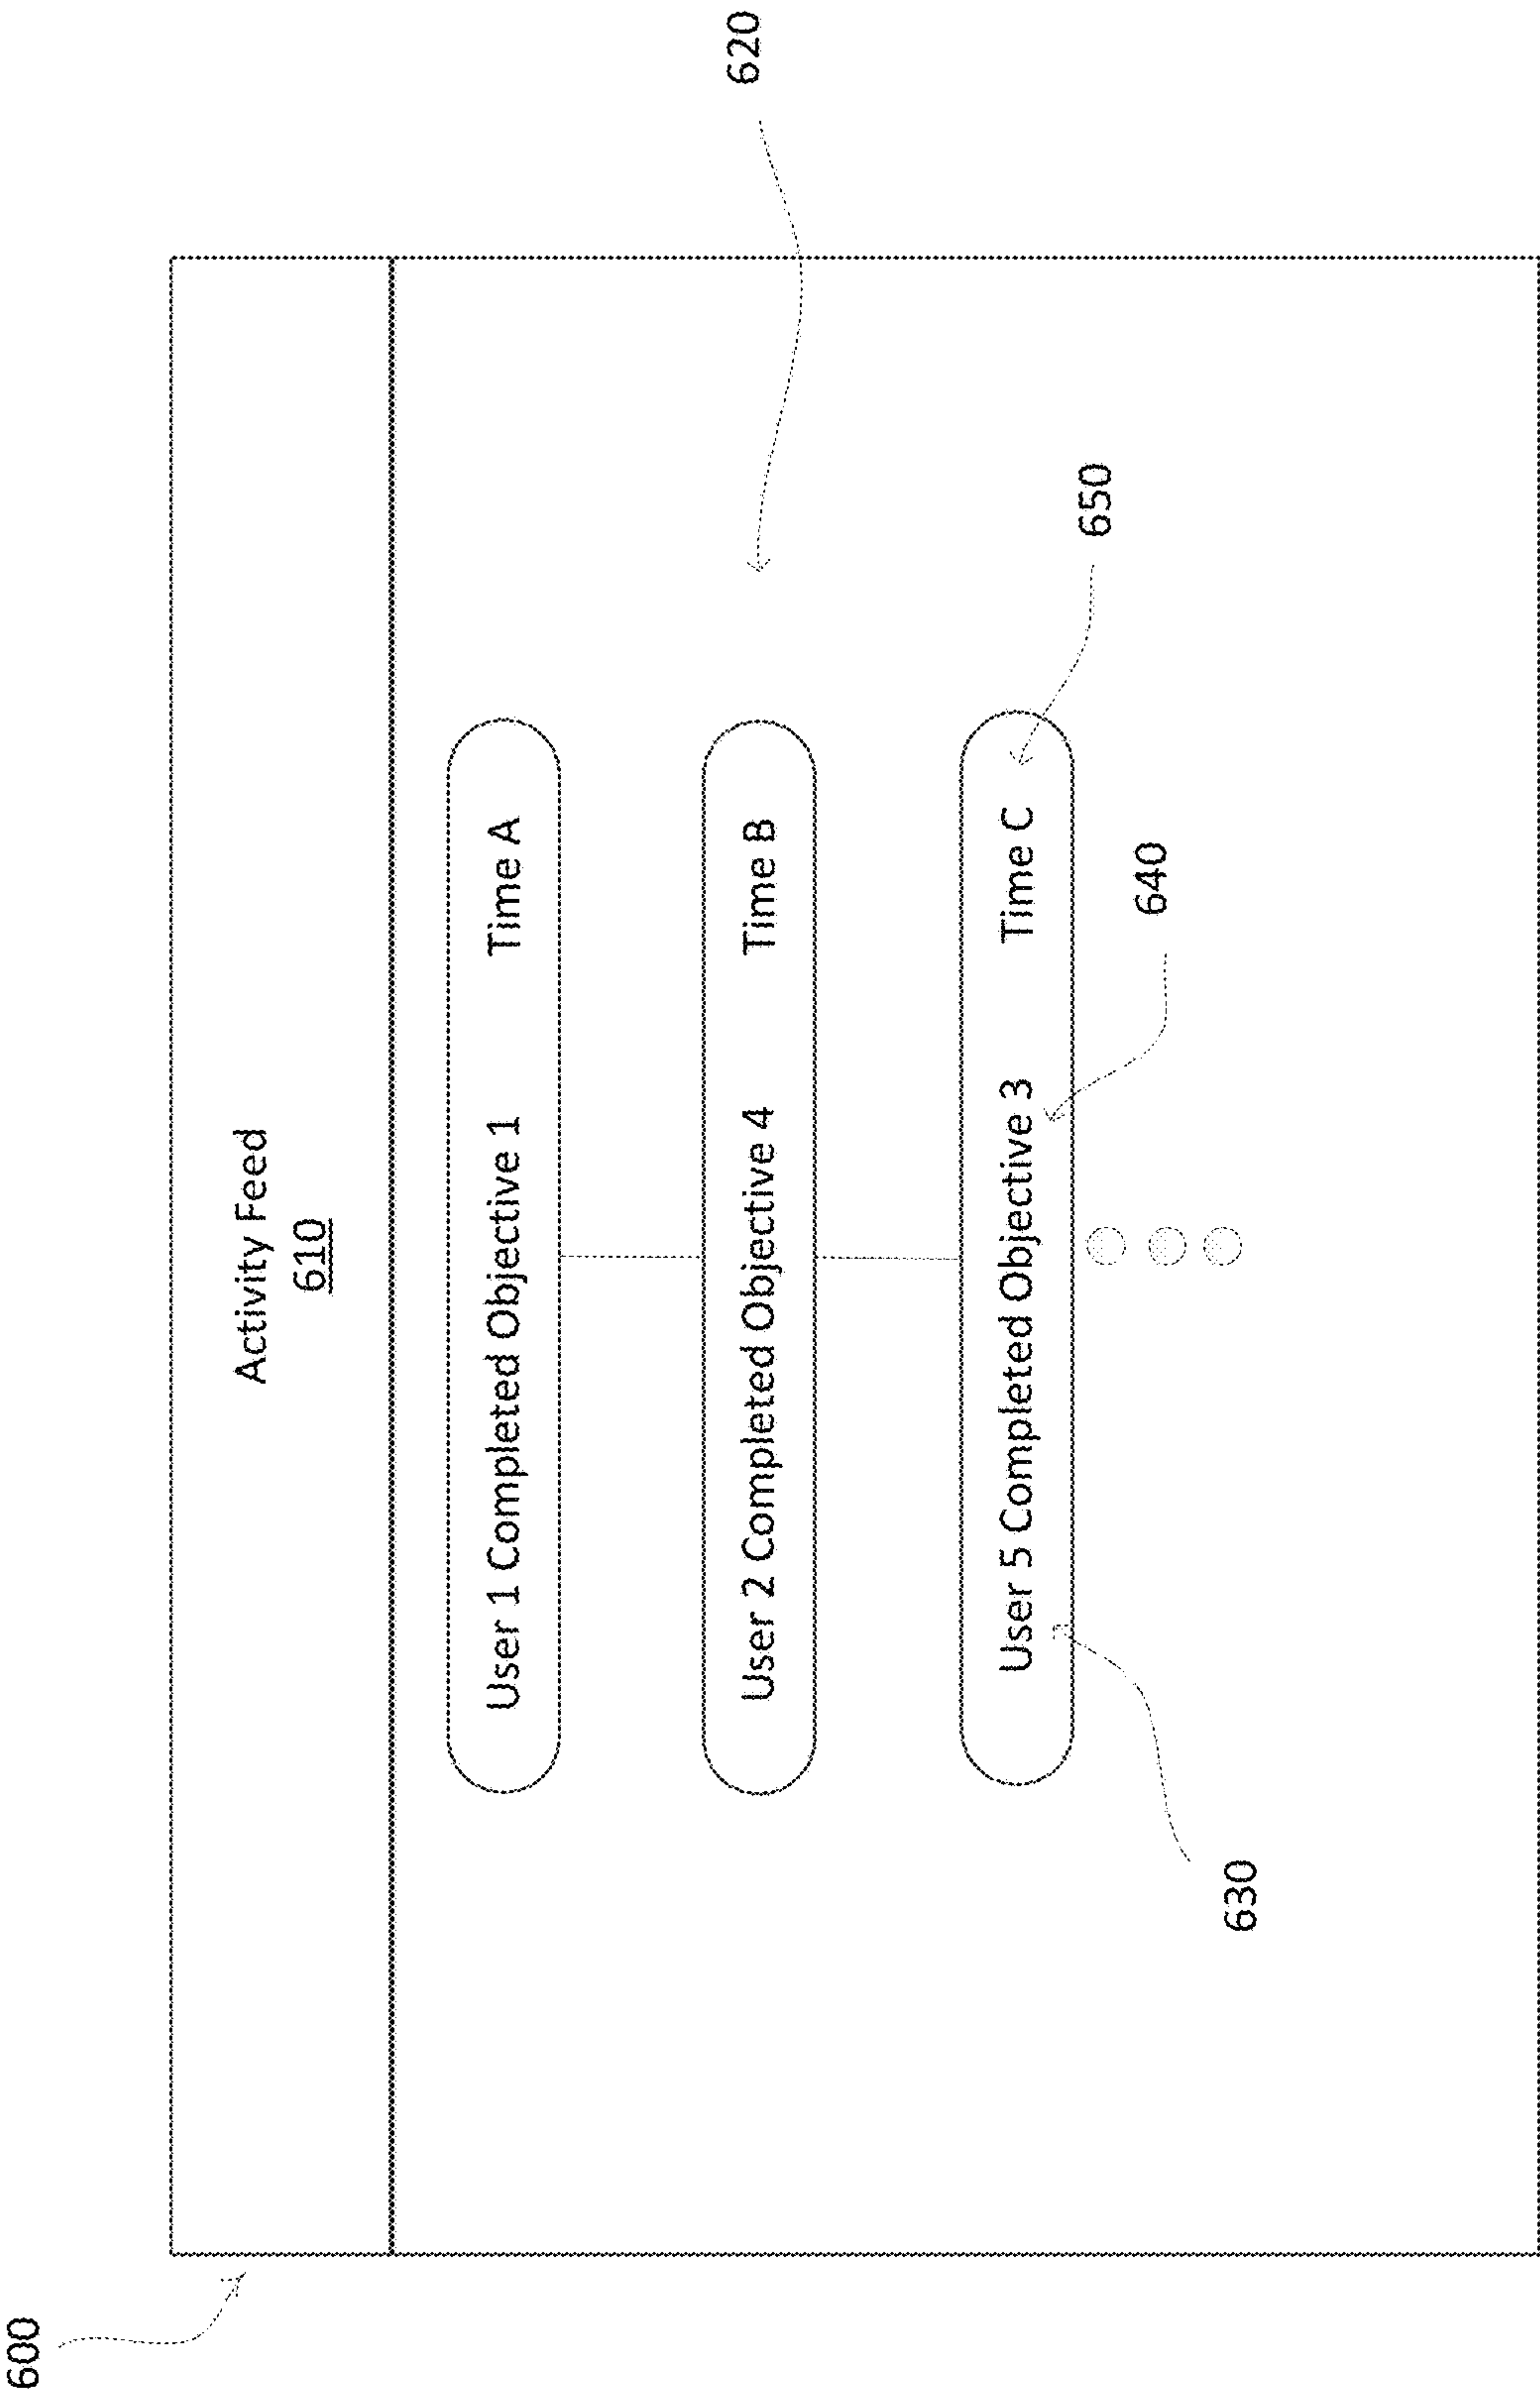 600
Activity Feed
610
620
User 1 Completed Objective 1 Time A
User 2 Completed Objective 4 Time B
User 5 Completed Objective 3 Time C
650
640
630